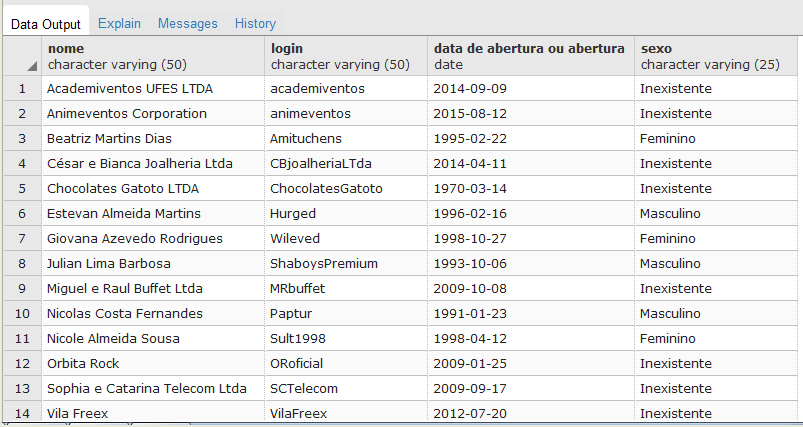 Data Output Explain Messages History
nome login data de abertura ou abertura sexo
character varying (50) character varying (50) date character varying (25)
1 Academiventos UFES LTDA academiventos 2014-09-09 Inexistente
2 Animeventos Corporation animeventos 2015-08-12 Inexistente
3 Beatriz Martins Dias Amituchens 1995-02-22 Feminino
4 César e Bianca Joalheria Ltda CBjoalheriaLTda 2014-04-11 Inexistente
5 Chocolates Gatoto LTDA ChocolatesGatoto 1970-03-14 Inexistente
6 Estevan Almeida Martins Hurged 1996-02-16 Masculino
7 Giovana Azevedo Rodrigues Wileved 1998-10-27 Feminino
8 Julian Lima Barbosa ShaboysPremium 1993-10-06 Masculino
9 Miguel e Raul Buffet Ltda MRbuffet 2009-10-08 Inexistente
10 Nicolas Costa Fernandes Paptur 1991-01-23 Masculino
11 Nicole Almeida Sousa Sult1998 1998-04-12 Feminino
12 Orbita Rock ORoficial 2009-01-25 Inexistente
13 Sophia e Catarina Telecom Ltda SCTelecom 2009-09-17 Inexistente
14 Vila Freex VilaFreex 2012-07-20 Inexistente